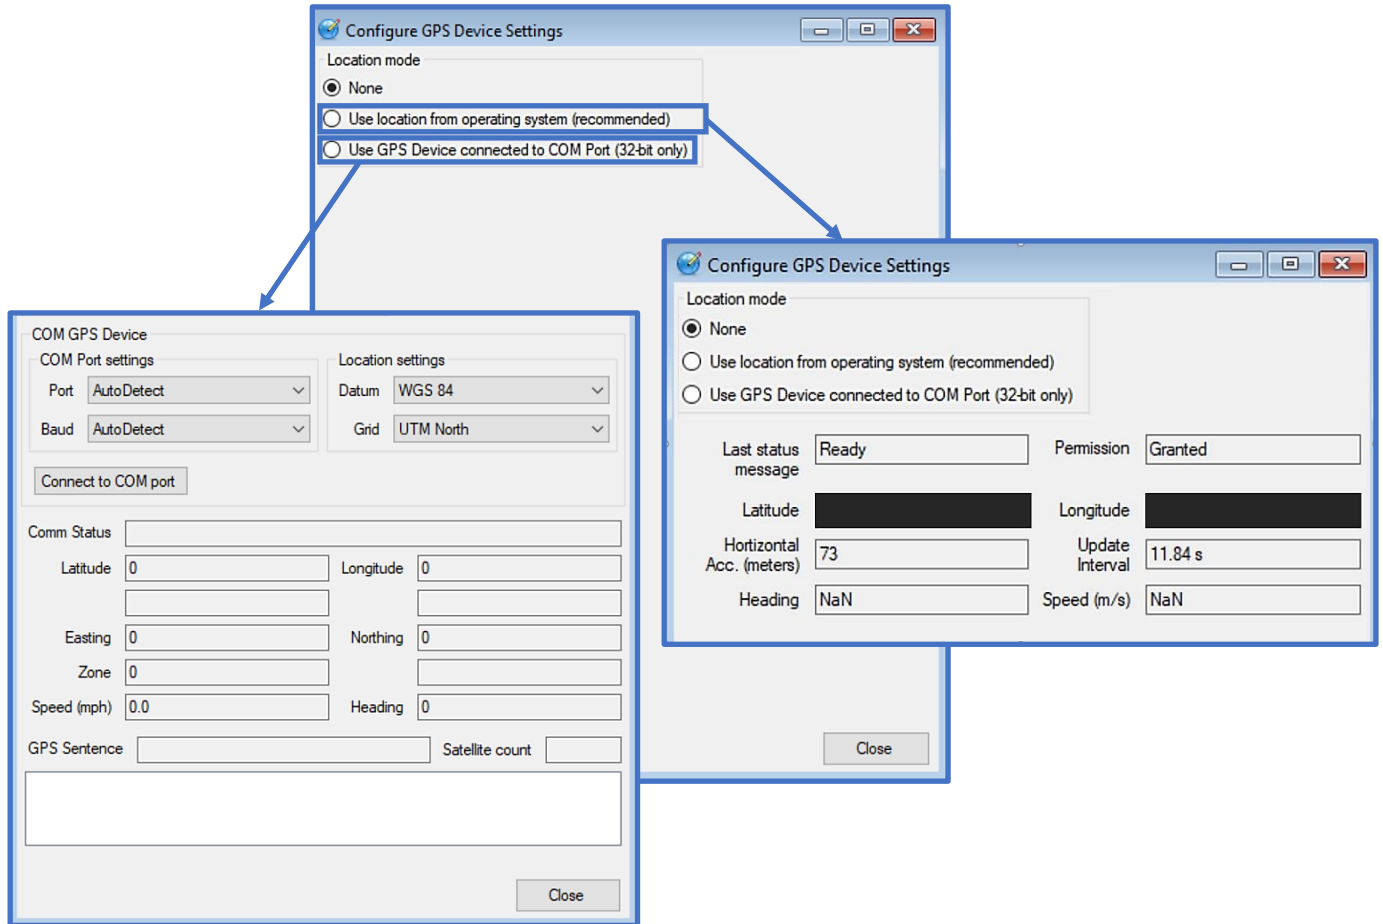 Configure GPS Device Settings
Location mode
None
Use location from operating system (recommended)
Use GPS Device connected to COM Port (32-bit only)
Close
Configure GPS Device Settings
Location mode
None
Use location from operating system (recommended)
Use GPS Device connected to COM Port (32-bit only)
Last status message Ready Permission Granted
Latitude Longitude
Hortizontal Acc. (meters) 73 Update Interval 11.84 s
Heading NaN Speed (m/s) NaN
COM GPS Device
COM Port settings Location settings
Port AutoDetect Datum WGS 84
Baud AutoDetect Grid UTM North
Connect to COM port
Comm Status
Latitude 0 Longitude 0
Easting 0 Northing 0
Zone 0
Speed (mph) 0.0 Heading 0
GPS Sentence Satellite count
Close